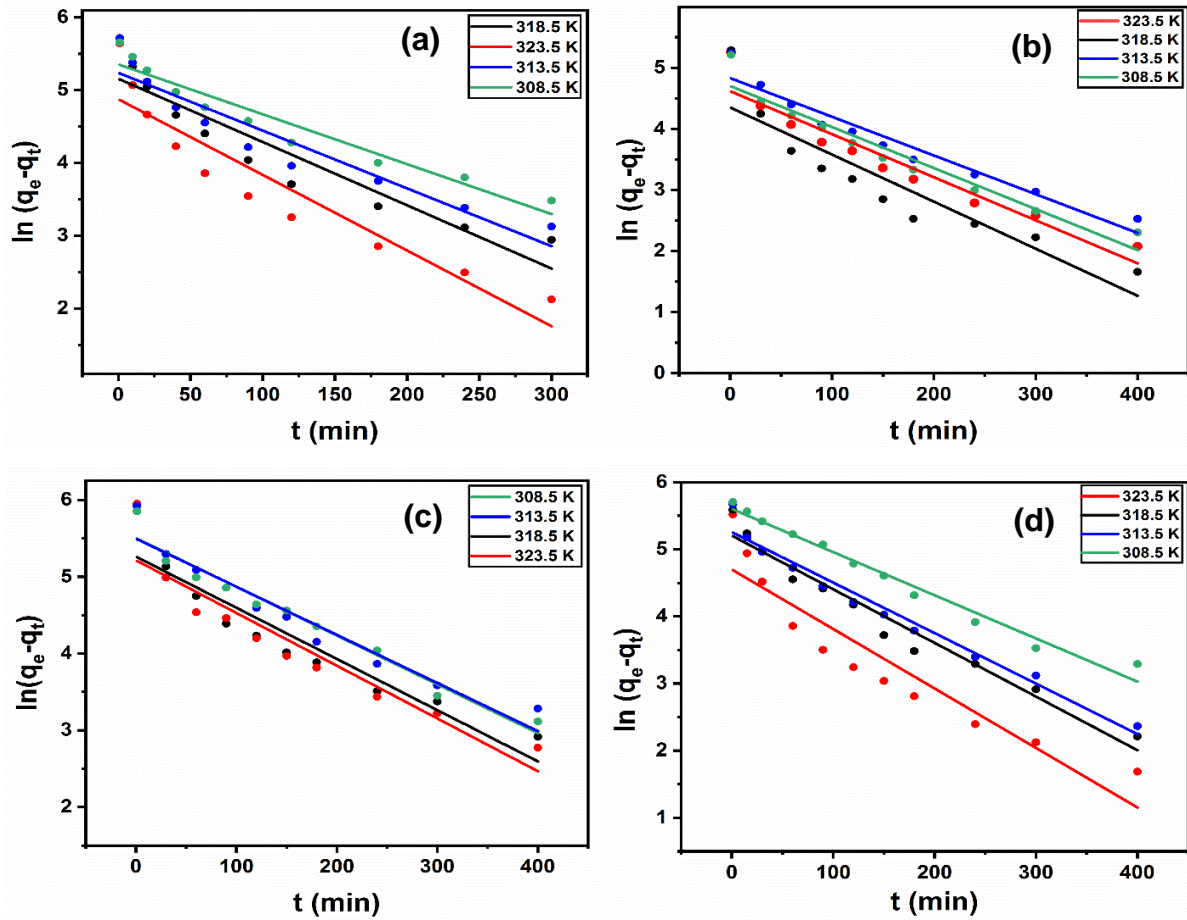 (a)
318.5 K
323.5 K
313.5 K
308.5 K
ln (qe-qt)
6
5
4
3
2
0
50
100
150
200
250
300
t (min)
(b)
323.5 K
318.5 K
313.5 K
308.5 K
ln (qe-qt)
5
4
3
2
1
0
0
100
200
300
400
t (min)
(c)
308.5 K
313.5 K
318.5 K
323.5 K
ln(qe-qt)
6
5
4
3
2
0
100
200
300
400
t (min)
(d)
323.5 K
318.5 K
313.5 K
308.5 K
ln (qe-qt)
6
5
4
3
2
1
0
100
200
300
400
t (min)